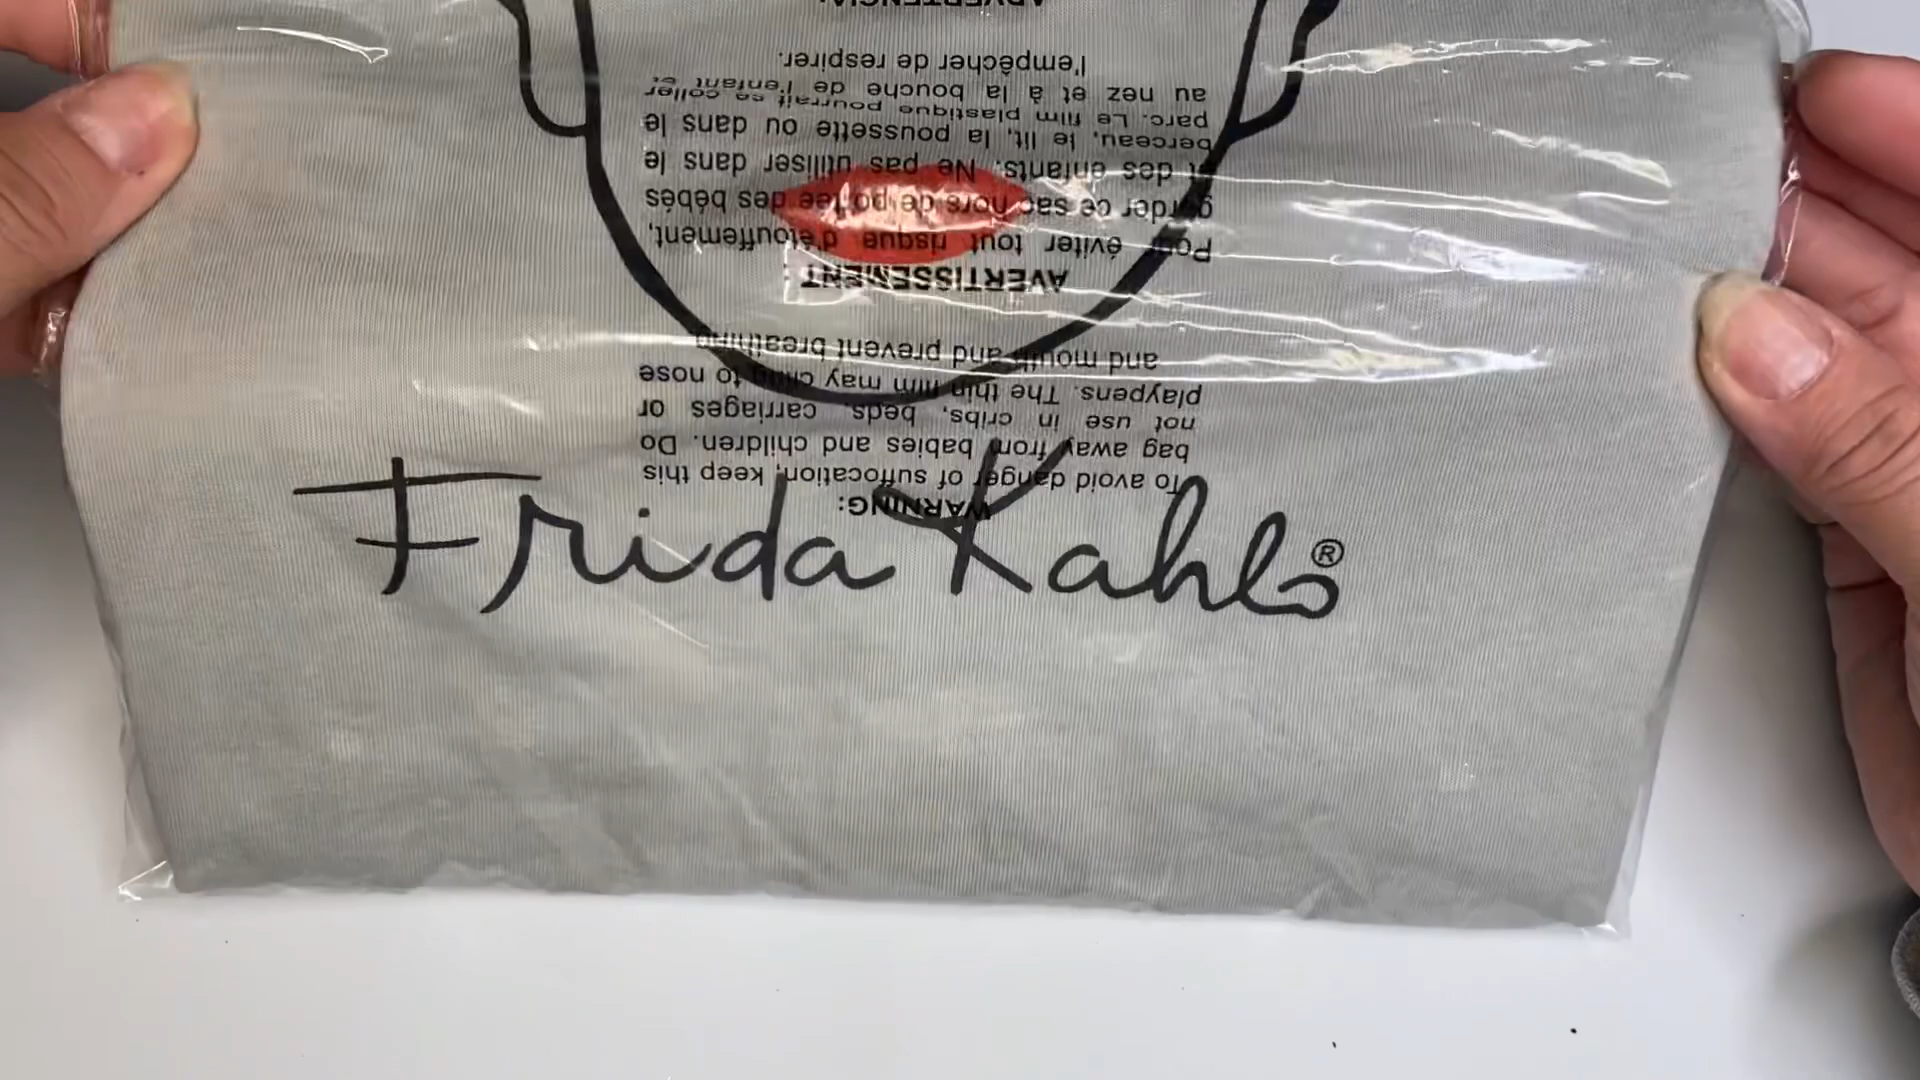 WARNING:
To avoid danger of suffocation, keep this
bag away from babies and children. Do
not use in cribs, beds, carriages or
playpens. The thin film may cling to nose
and mouth and prevent breathing.
AVERTISSEMENT :
Pour éviter tout risque d'étouffement,
garder ce sac hors de portée des bébés
et des enfants. Ne pas utiliser dans le
berceau, le lit, la poussette ou dans le
parc. Le film plastique pourrait se coller
au nez et à la bouche de l'enfant et
l'empêcher de respirer.
ADVERTENCIA:
Frida Kahlo®